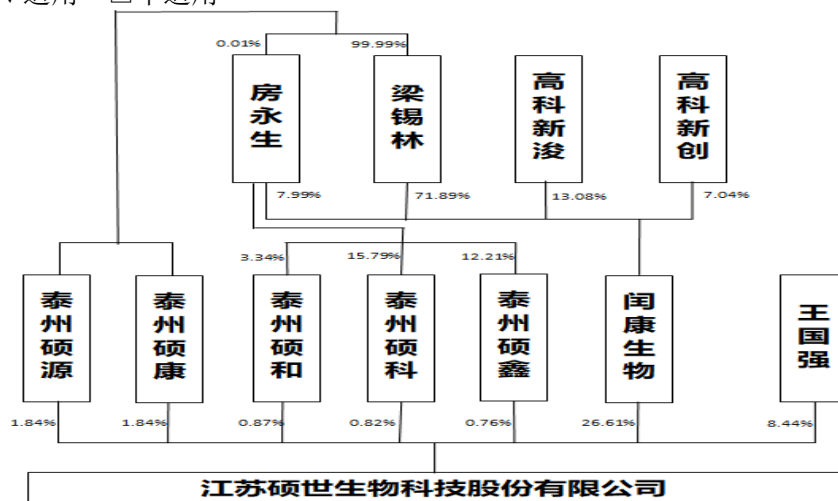 0.01% 99.99%
房永生 梁锡林 高科新浚 高科新创
7.99% 71.89% 13.08% 7.04%
3.34% 15.79% 12.21%
泰州硕源 泰州硕康 泰州硕和 泰州硕科 泰州硕鑫 闰康生物 王国强
1.84% 1.84% 0.87% 0.82% 0.76% 26.61% 8.44%
江苏硕世生物科技股份有限公司